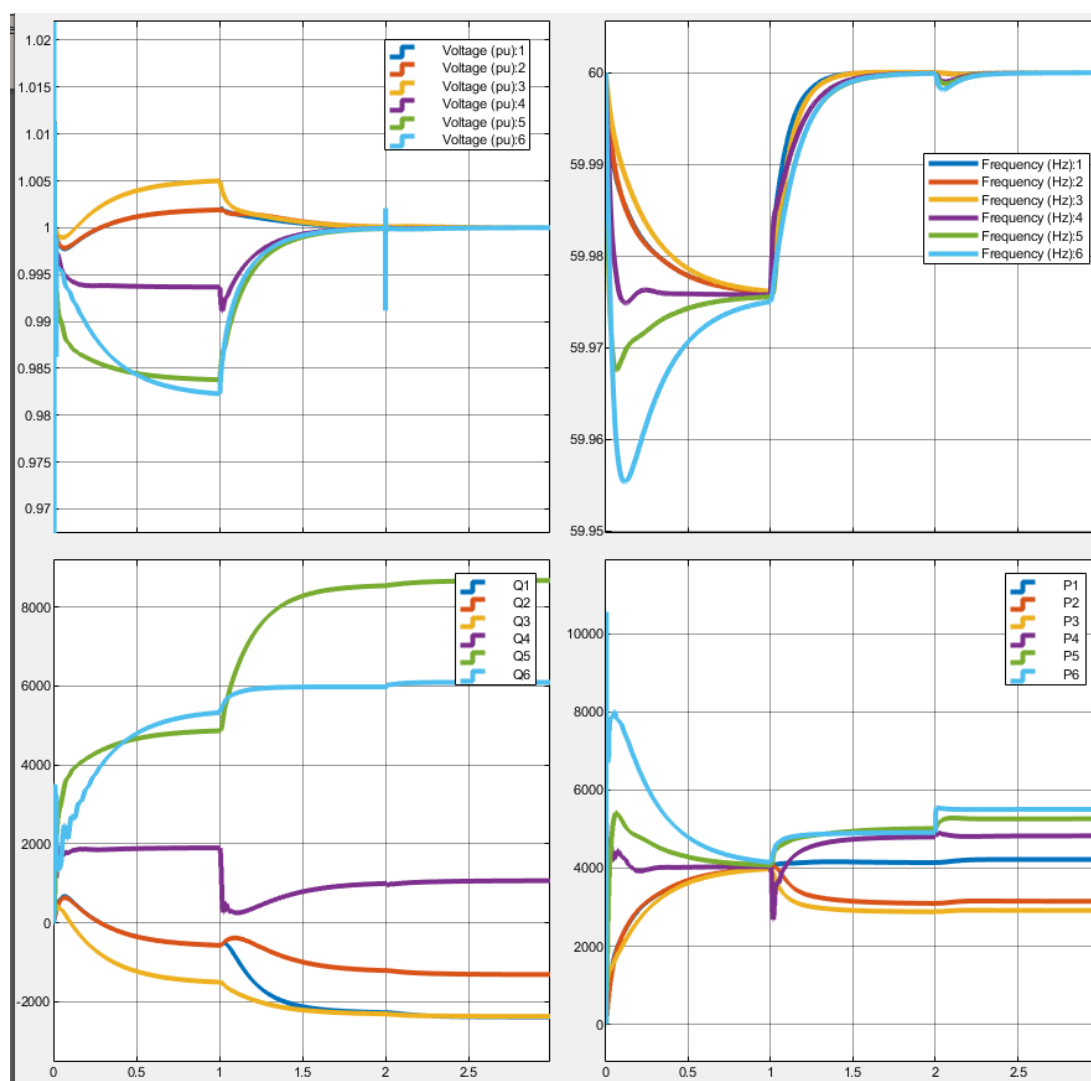 1.02
1.015
1.01
1.005
1
0.995
0.99
0.985
0.98
0.975
0.97
Voltage (pu):1
Voltage (pu):2
Voltage (pu):3
Voltage (pu):4
Voltage (pu):5
Voltage (pu):6
60
59.99
59.98
59.97
59.96
59.95
Frequency (Hz):1
Frequency (Hz):2
Frequency (Hz):3
Frequency (Hz):4
Frequency (Hz):5
Frequency (Hz):6
8000
6000
4000
2000
0
-2000
0 0.5 1 1.5 2 2.5
Q1
Q2
Q3
Q4
Q5
Q6
10000
8000
6000
4000
2000
0
0 0.5 1 1.5 2 2.5
P1
P2
P3
P4
P5
P6